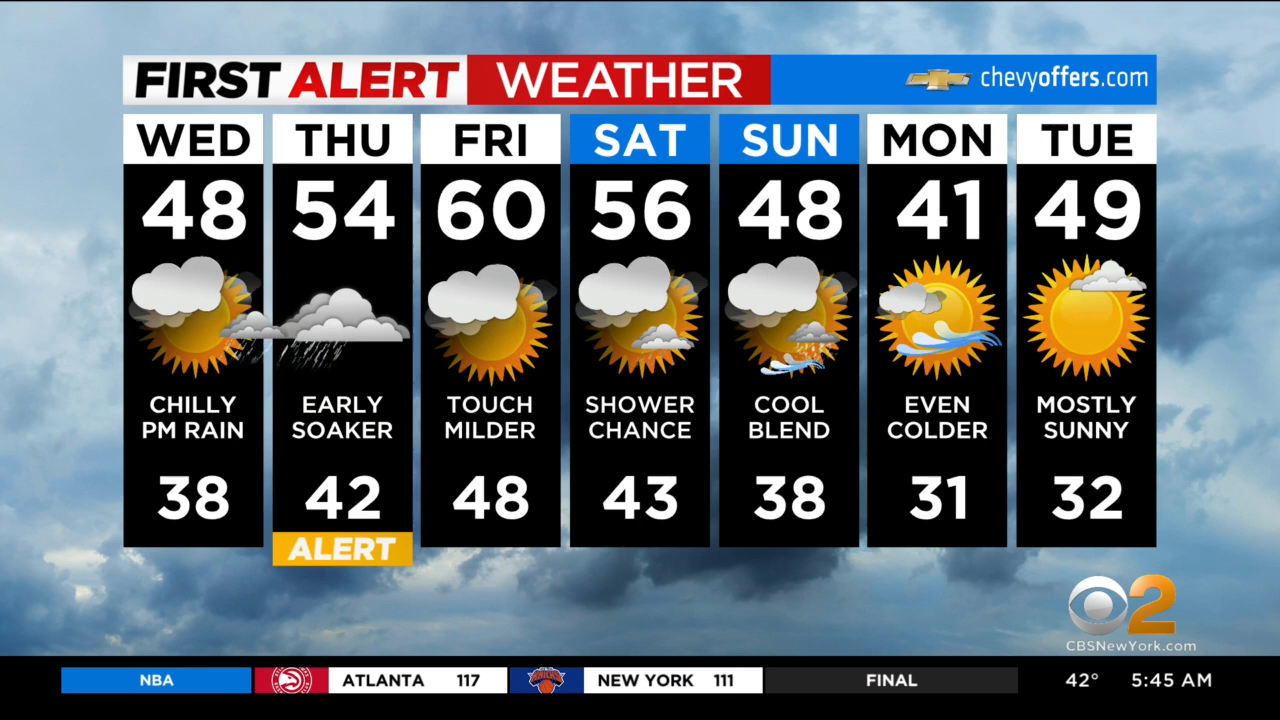 FIRST ALERT WEATHER chevyoffers.com
WED THU FRI SAT SUN MON TUE
48 54 60 56 48 41 49
CHILLY EARLY TOUCH SHOWER COOL EVEN MOSTLY
PM RAIN SOAKER MILDER CHANCE BLEND COLDER SUNNY
38 42 48 43 38 31 32
ALERT
2
CBSNewYork.com
NBA ATLANTA 117 KNICKS NEW YORK 111 FINAL 42° 5:45 AM